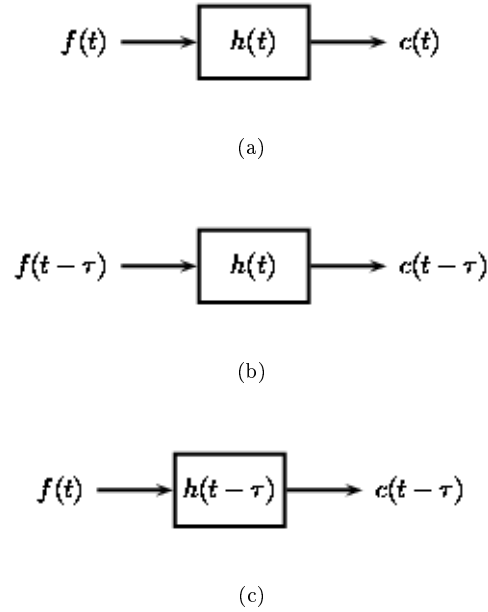 f(t) h(t) c(t)
(a)
f(t − τ) h(t) c(t − τ)
(b)
f(t) h(t − τ) c(t − τ)
(c)